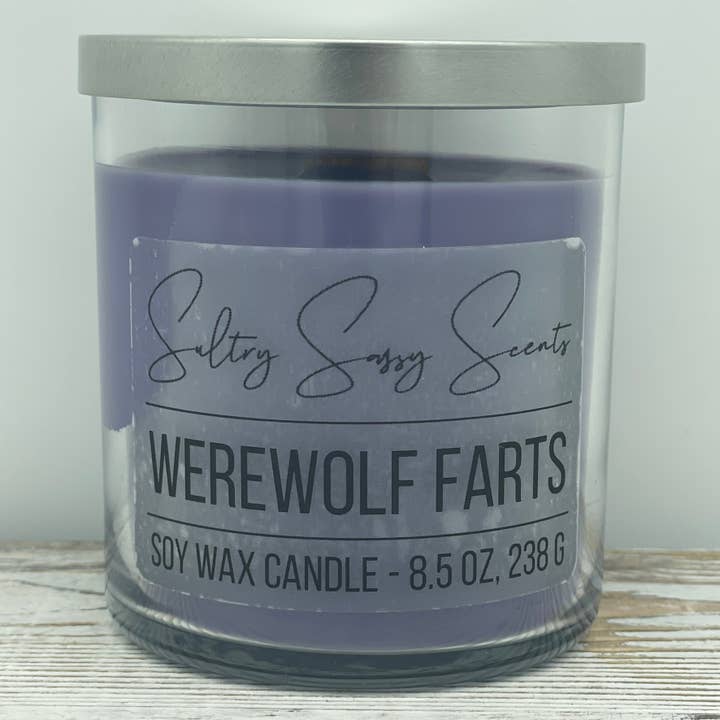 Sultry Sassy Scents
WEREWOLF FARTS
SOY WAX CANDLE - 8.5 OZ, 238 G